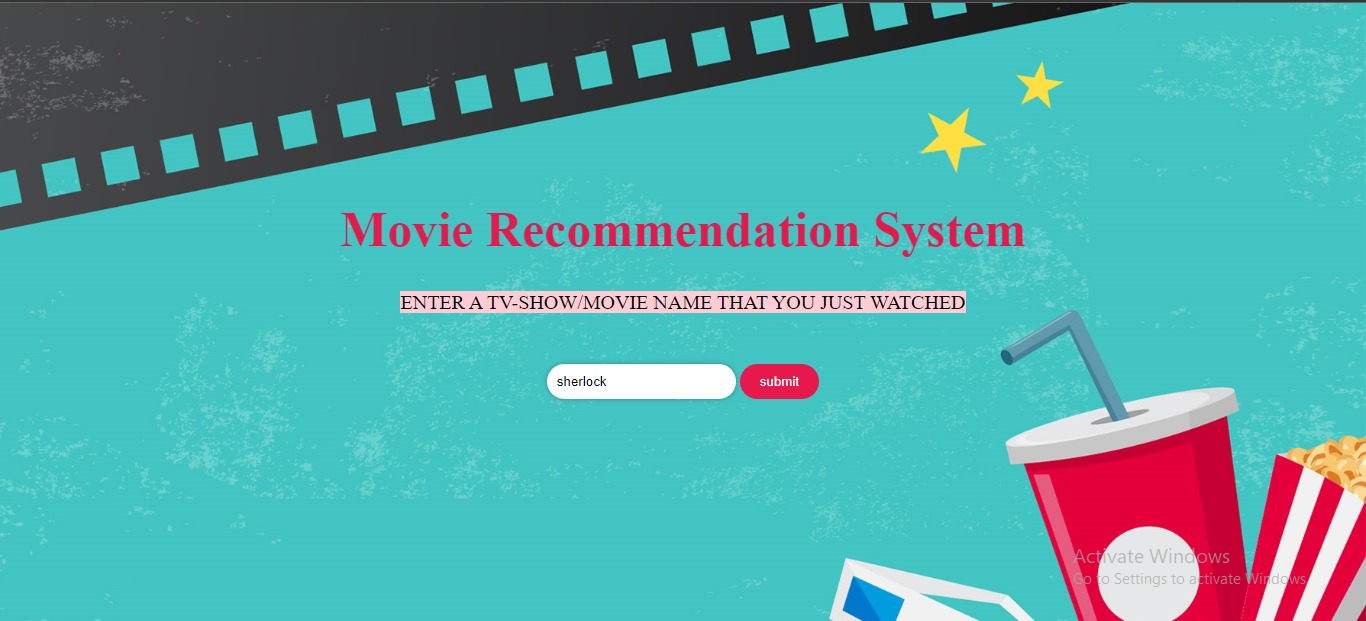 Movie Recommendation System
ENTER A TV-SHOW/MOVIE NAME THAT YOU JUST WATCHED
sherlock
submit
Activate Windows
Go to Settings to activate Windows.